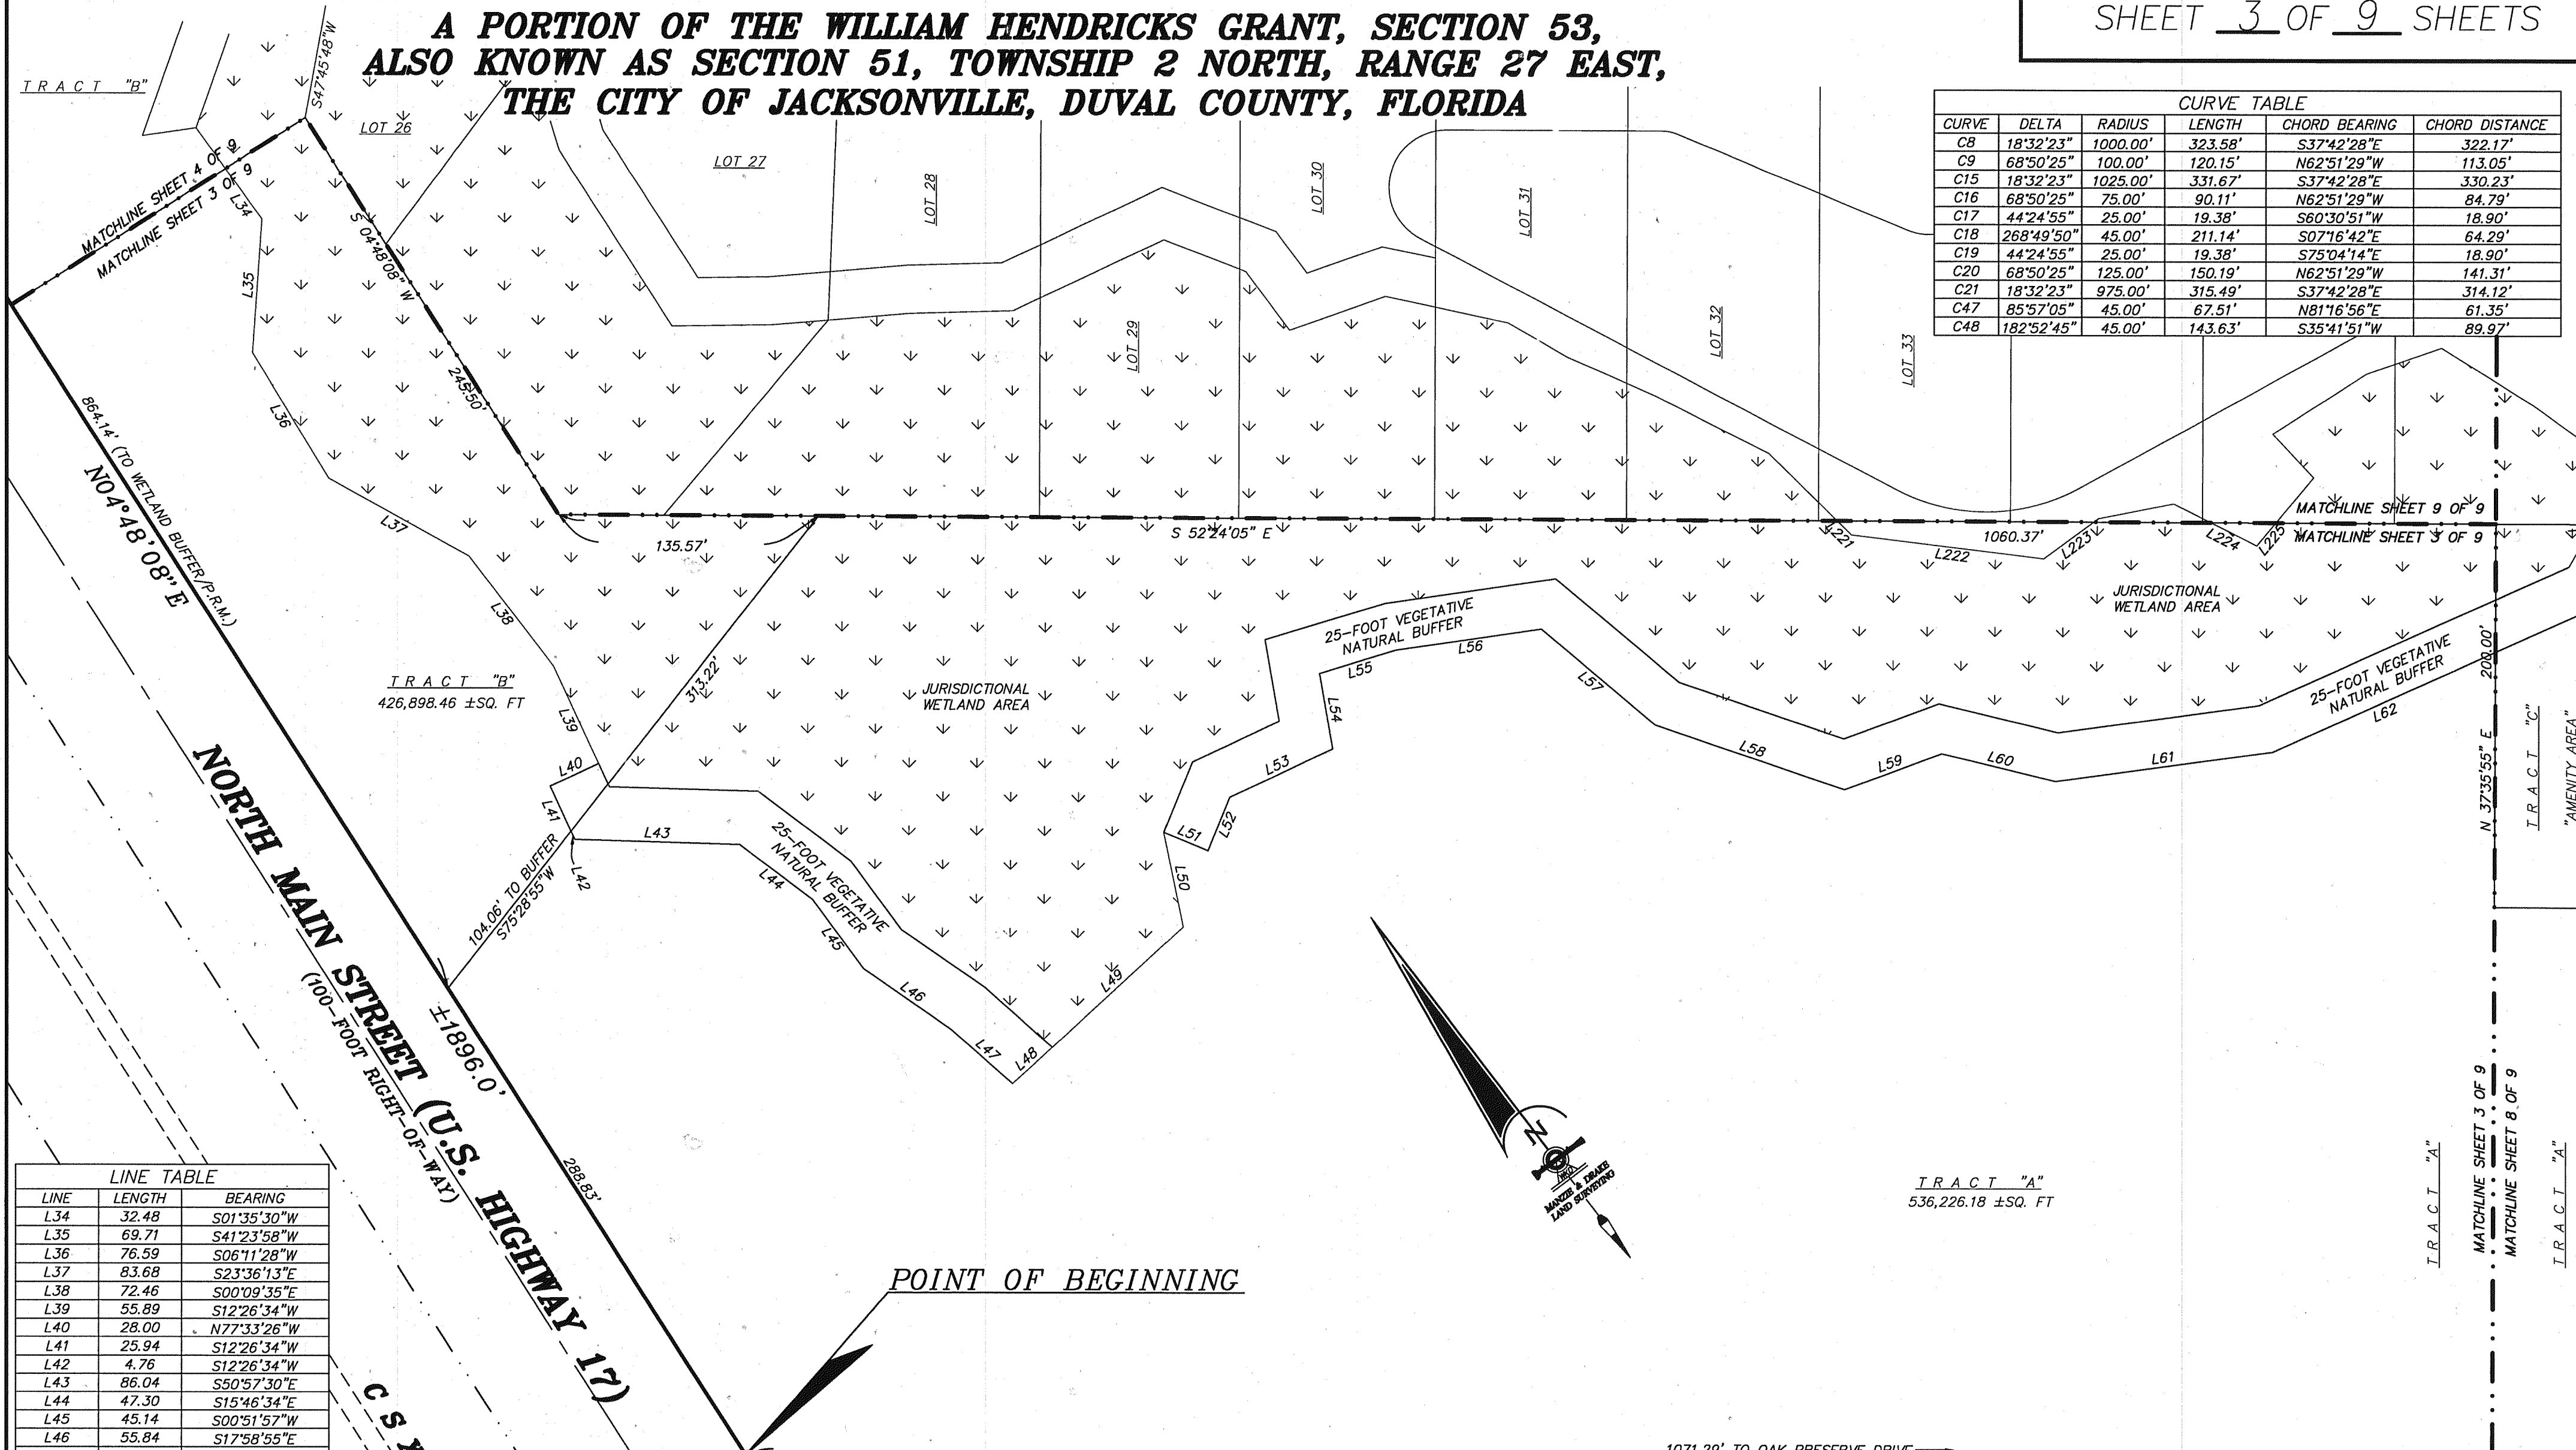 A PORTION OF THE WILLIAM HENDRICKS GRANT, SECTION 53,
ALSO KNOWN AS SECTION 51, TOWNSHIP 2 NORTH, RANGE 27 EAST,
THE CITY OF JACKSONVILLE, DUVAL COUNTY, FLORIDA
SHEET 3 OF 9 SHEETS
CURVE TABLE
CURVE DELTA RADIUS LENGTH CHORD BEARING CHORD DISTANCE
C8 18°32'23" 1000.00' 323.58' S37°42'28"E 322.17'
C9 68°50'25" 100.00' 120.15' N62°51'29"W 113.05'
C15 18°32'23" 1025.00' 331.67' S37°42'28"E 330.23'
C16 68°50'25" 75.00' 90.11' N62°51'29"W 84.79'
C17 44°24'55" 25.00' 19.38' S60°30'51"W 18.90'
C18 268°49'50" 45.00' 211.14' S07°16'42"E 64.29'
C19 44°24'55" 25.00' 19.38' S75°04'14"E 18.90'
C20 68°50'25" 125.00' 150.19' N62°51'29"W 141.31'
C21 18°32'23" 975.00' 315.49' S37°42'28"E 314.12'
C47 85°57'05" 45.00' 67.51' N81°16'56"E 61.35'
C48 182°52'45" 45.00' 143.63' S35°41'51"W 89.97'
TRACT "B"
S47°45'48"W
LOT 26
LOT 27
LOT 28
LOT 29
LOT 30
LOT 31
LOT 32
LOT 33
MATCHLINE SHEET 4 OF 9
MATCHLINE SHEET 3 OF 9
L34
L35
L36
L37
L38
L39
L40
L41
L42
L43
L44
L45
L46
L47
L48
L49
L50
L51
L52
L53
L54
L55
L56
L57
L58
L59
L60
L61
L62
S 04°48'08" W
245.50'
135.57'
S 52°24'05" E
1060.37'
L221
L222
L223
L224
L225
MATCHLINE SHEET 9 OF 9
MATCHLINE SHEET 3 OF 9
864.14' (TO WETLAND BUFFER/P.R.M.)
N04°48'08"E
TRACT "B"
426,898.46 ±SQ. FT
313.22'
JURISDICTIONAL
WETLAND AREA
JURISDICTIONAL
WETLAND AREA
25-FOOT VEGETATIVE
NATURAL BUFFER
25-FOOT VEGETATIVE
NATURAL BUFFER
25-FOOT VEGETATIVE
NATURAL BUFFER
200.00'
N 37°35'55" E
TRACT "C"
"AMENITY AREA"
104.06' TO BUFFER
S75°28'55"W
NORTH MAIN STREET (U.S. HIGHWAY 17)
(100-FOOT RIGHT-OF-WAY)
±1896.0'
288.83'
POINT OF BEGINNING
N
MANZIE & DRAKE
LAND SURVEYING
TRACT "A"
536,226.18 ±SQ. FT
TRACT "A"
MATCHLINE SHEET 3 OF 9
MATCHLINE SHEET 8 OF 9
TRACT "A"
LINE TABLE
LINE LENGTH BEARING
L34 32.48 S01°35'30"W
L35 69.71 S41°23'58"W
L36 76.59 S06°11'28"W
L37 83.68 S23°36'13"E
L38 72.46 S00°09'35"E
L39 55.89 S12°26'34"W
L40 28.00 N77°33'26"W
L41 25.94 S12°26'34"W
L42 4.76 S12°26'34"W
L43 86.04 S50°57'30"E
L44 47.30 S15°46'34"E
L45 45.14 S00°51'57"W
L46 55.84 S17°58'55"E
C S X
1071.29' TO OAK PRESERVE DRIVE